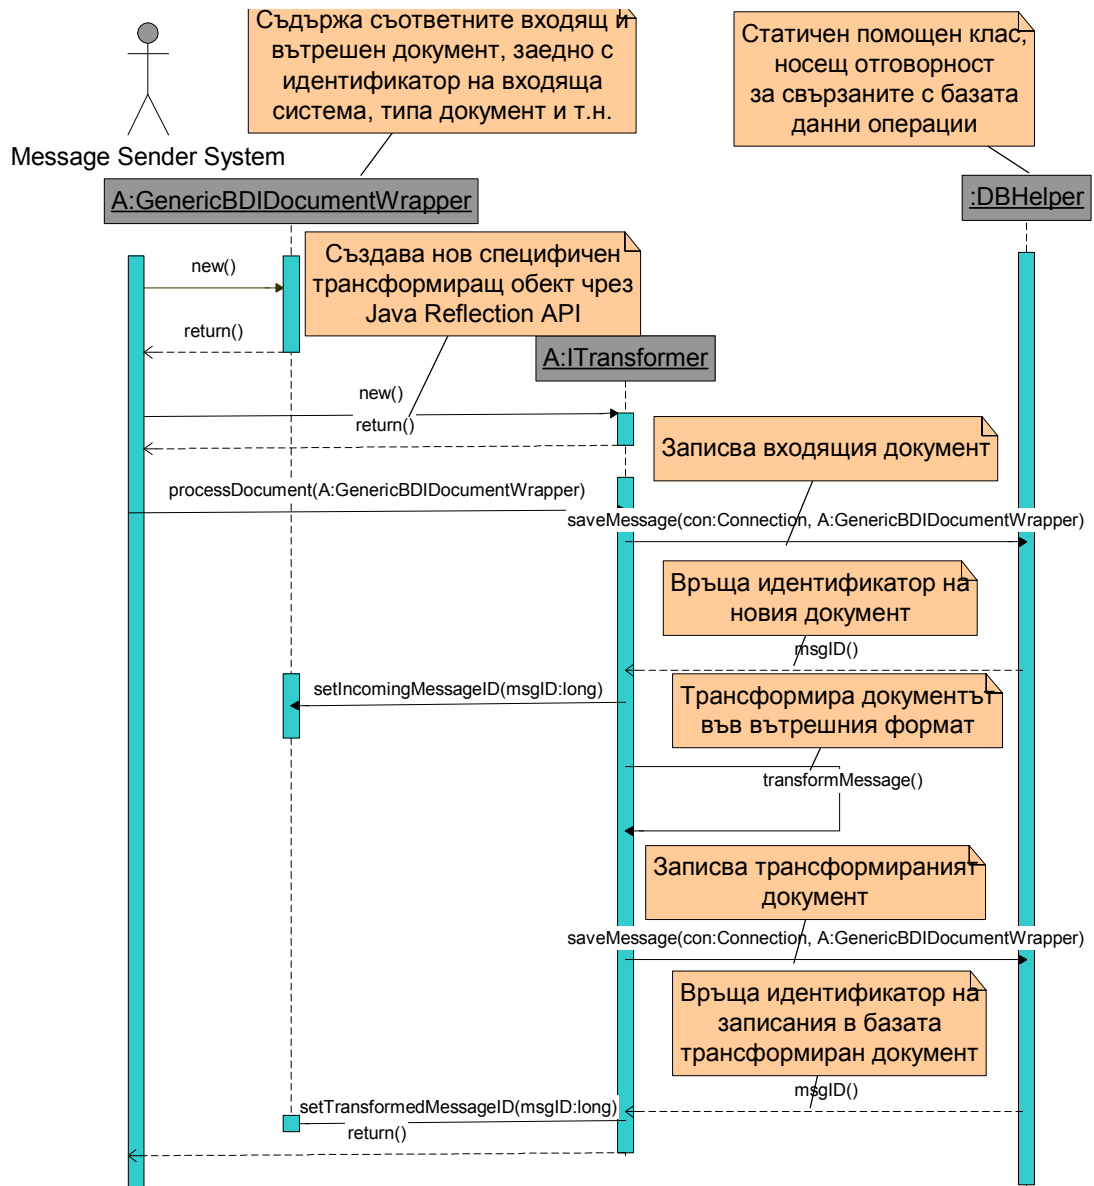 Съдържа съответните входящ и
вътрешен документ, заедно с
идентификатор на входяща
система, типа документ и т.н.
Статичен помощен клас,
носещ отговорност
за свързаните с базата
данни операции
Message Sender System
A:GenericBDIDocumentWrapper
:DBHelper
Създава нов специфичен
трансформиращ обект чрез
Java Reflection API
new()
return()
A:ITransformer
new()
return()
Записва входящия документ
processDocument(A:GenericBDIDocumentWrapper)
saveMessage(con:Connection, A:GenericBDIDocumentWrapper)
Връща идентификатор на
новия документ
msgID()
setIncomingMessageID(msgID:long)
Трансформира документът
във вътрешния формат
transformMessage()
Записва трансформираният
документ
saveMessage(con:Connection, A:GenericBDIDocumentWrapper)
Връща идентификатор на
записания в базата
трансформиран документ
msgID()
setTransformedMessageID(msgID:long)
return()